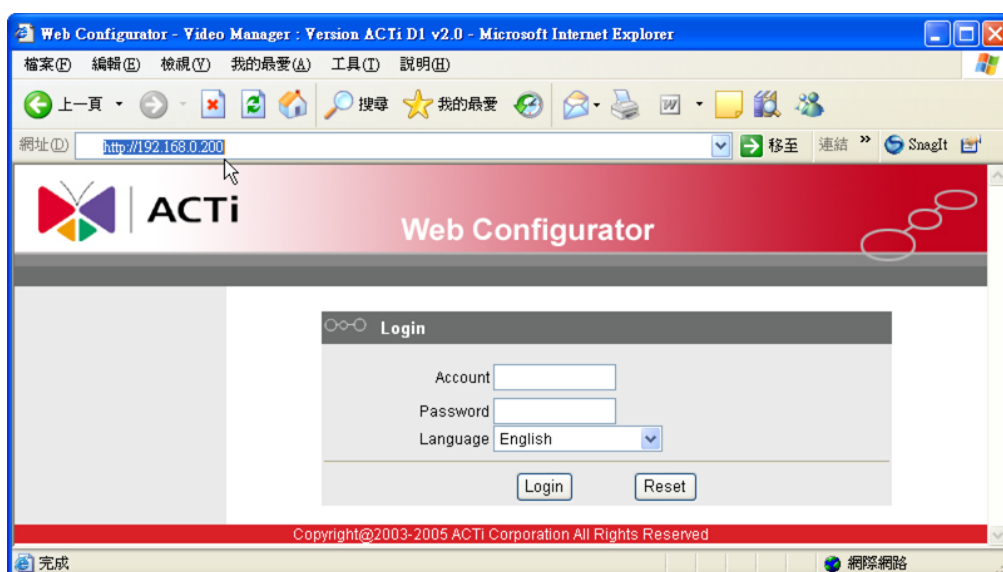 Web Configurator - Video Manager : Version ACTi D1 v2.0 - Microsoft Internet Explorer
檔案(F) 編輯(E) 檢視(V) 我的最愛(A) 工具(T) 說明(H)
上一頁 搜尋 我的最愛
網址(D) http://192.168.0.200 移至 連結 » SnagIt
ACTi
Web Configurator
Login
Account
Password
Language English
Login Reset
Copyright@2003-2005 ACTi Corporation All Rights Reserved
完成 網際網路